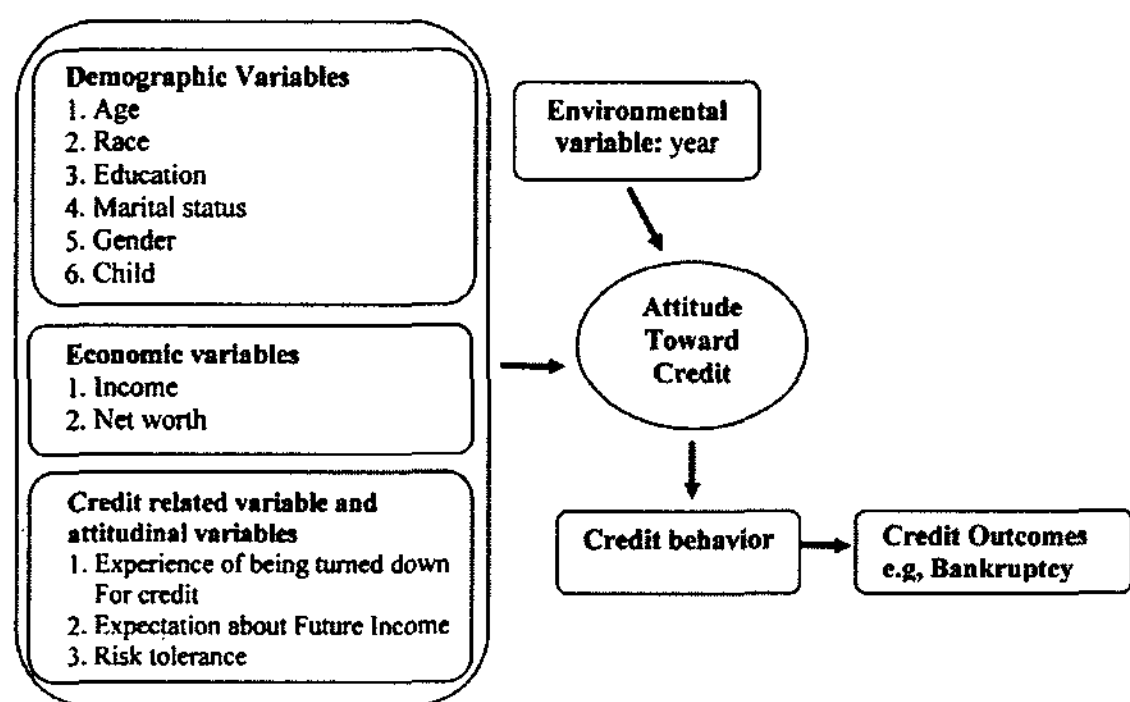 Demographic Variables
1. Age
2. Race
3. Education
4. Marital status
5. Gender
6. Child
Economic variables
1. Income
2. Net worth
Credit related variable and
attitudinal variables
1. Experience of being turned down
For credit
2. Expectation about Future Income
3. Risk tolerance
Environmental
variable: year
Attitude
Toward
Credit
Credit behavior
Credit Outcomes
e.g, Bankruptcy